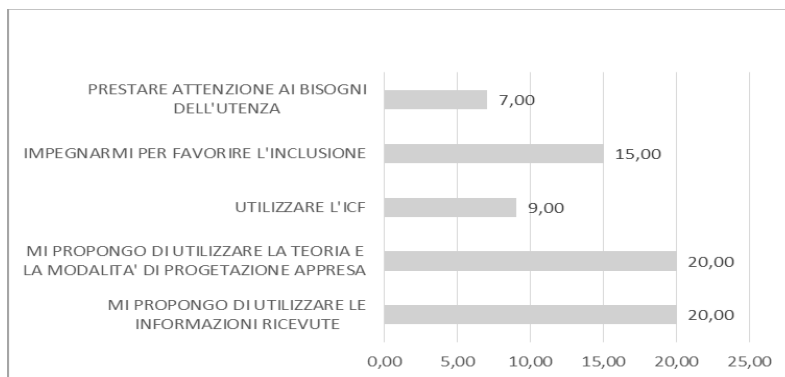 PRESTARE ATTENZIONE AI BISOGNI
DELL'UTENZA
7,00
IMPEGNARMI PER FAVORIRE L'INCLUSIONE
15,00
UTILIZZARE L'ICF
9,00
MI PROPONGO DI UTILIZZARE LA TEORIA E
LA MODALITA' DI PROGETAZIONE APPRESA
20,00
MI PROPONGO DI UTILIZZARE LE
INFORMAZIONI RICEVUTE
20,00
0,00 5,00 10,00 15,00 20,00 25,00